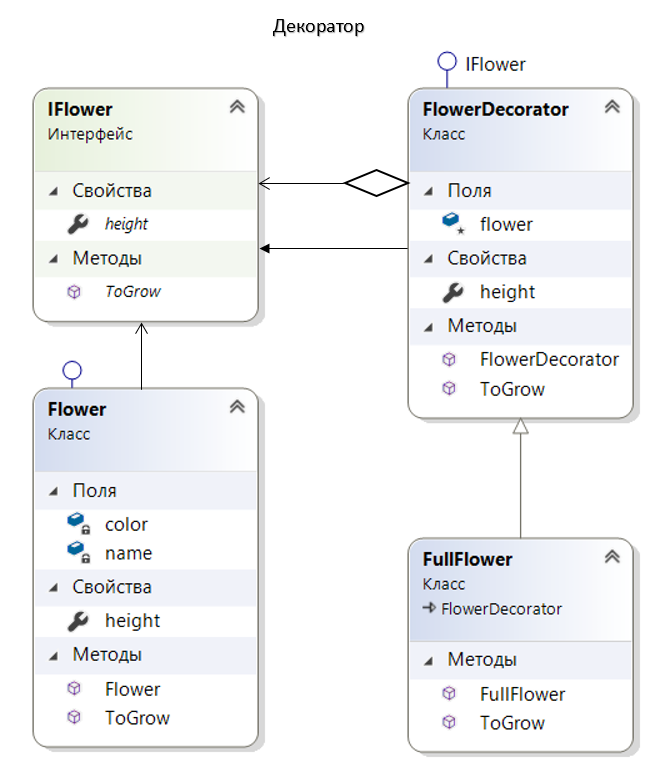 Декоратор
IFlower
Интерфейс
Свойства
height
Методы
ToGrow
IFlower
FlowerDecorator
Класс
Поля
flower
Свойства
height
Методы
FlowerDecorator
ToGrow
Flower
Класс
Поля
color
name
Свойства
height
Методы
Flower
ToGrow
FullFlower
Класс
FlowerDecorator
Методы
FullFlower
ToGrow